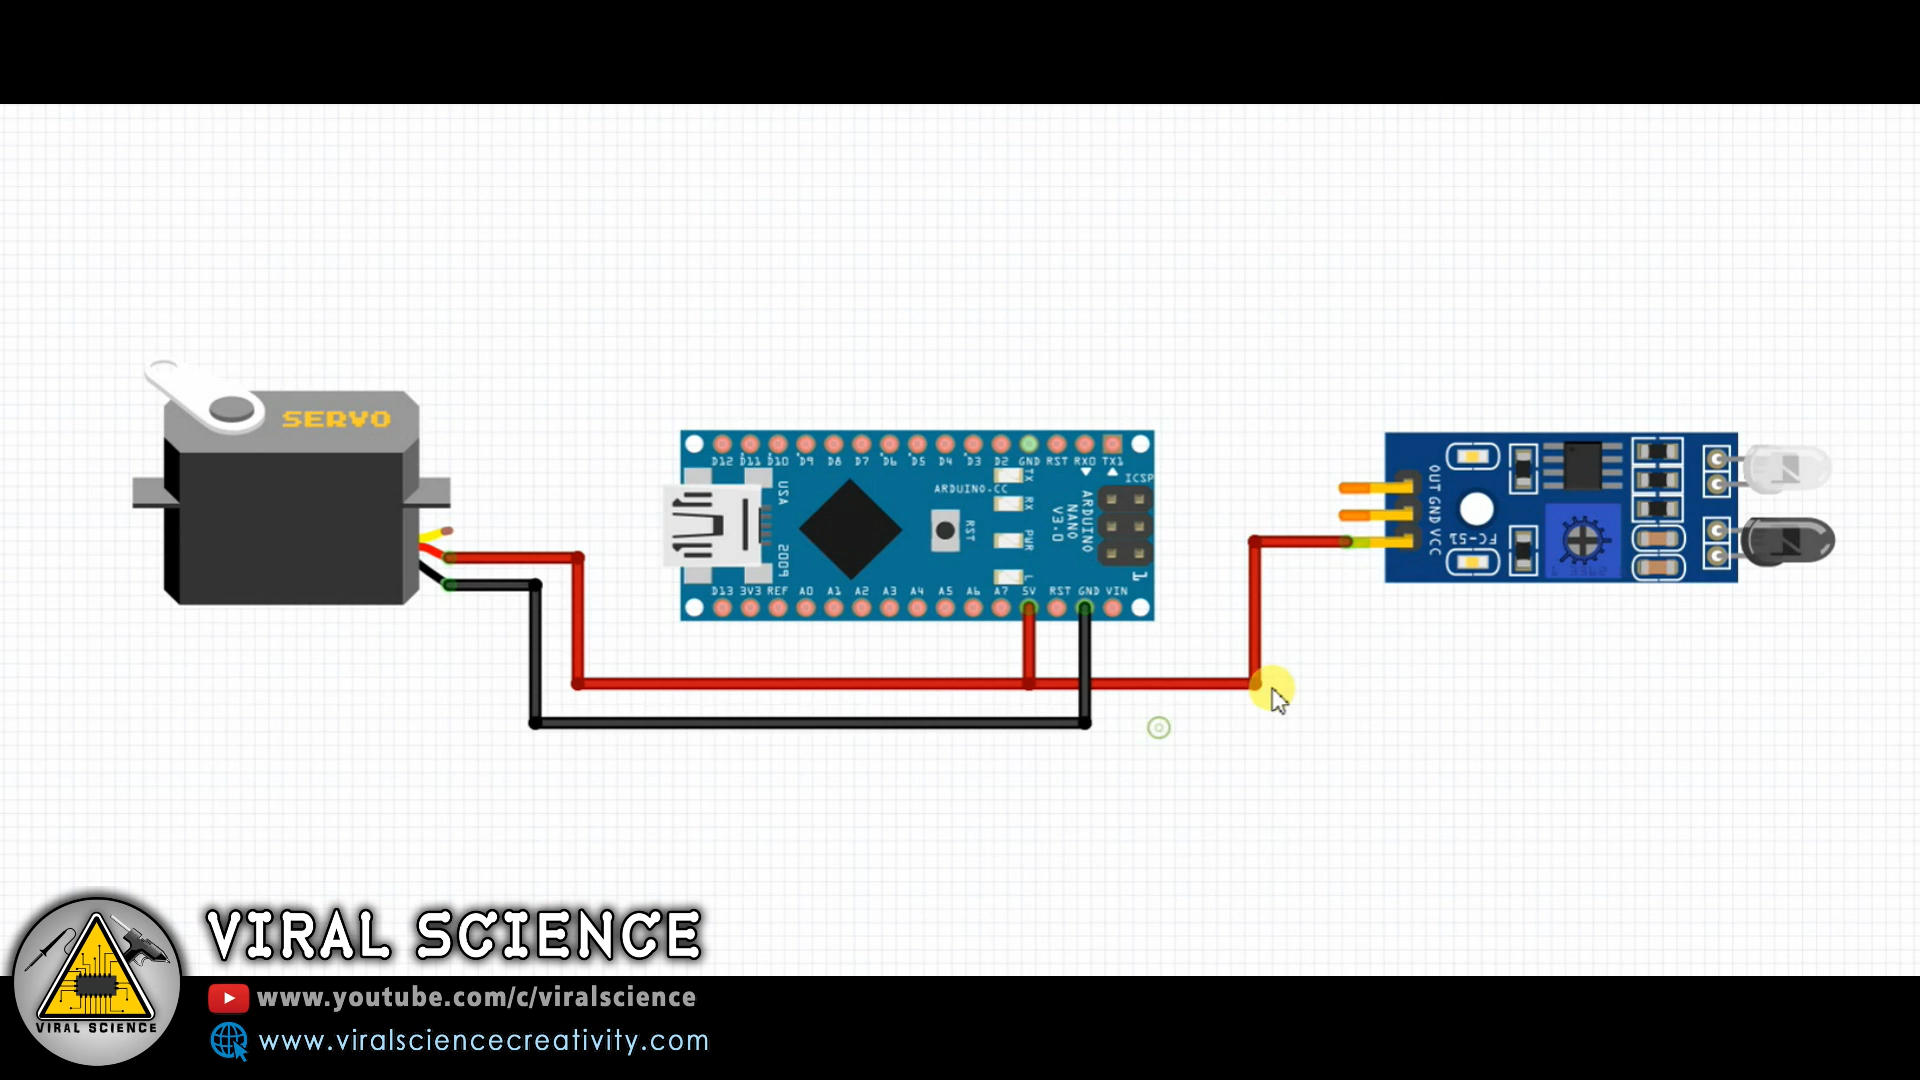 SERVO
D12 D11 D10 D9 D8 D7 D6 D5 D4 D3 D2 GND RST RX0 TX1
TX
RX
PWR
L
ARDUINO.CC
ICSP
RST
ARDUINO
NANO
V3.0
USA
1
D13 3V3 REF A0 A1 A2 A3 A4 A5 A6 A7 5V RST GND VIN
OUT GND VCC
FC-51
VIRAL SCIENCE
www.youtube.com/c/viralscience
www.viralsciencecreativity.com
VIRAL SCIENCE